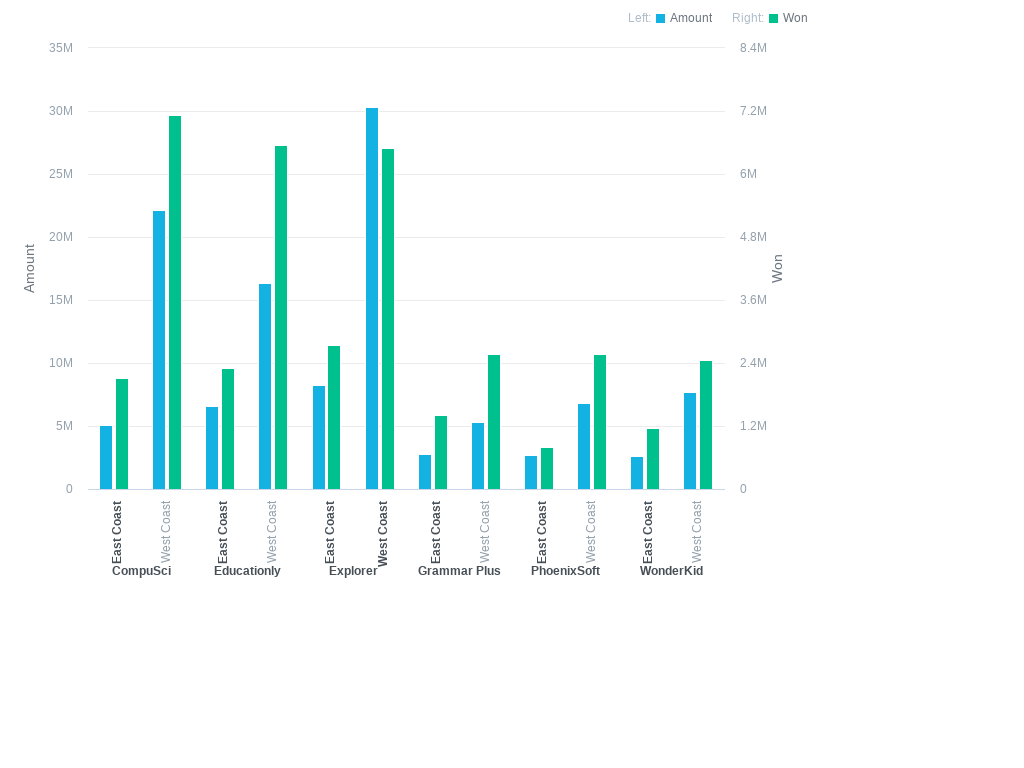 Left: Amount Right: Won
35M 8.4M
30M 7.2M
25M 6M
20M 4.8M
15M 3.6M
10M 2.4M
5M 1.2M
0 0
Amount
Won
East Coast West Coast East Coast West Coast East Coast West Coast East Coast West Coast East Coast West Coast East Coast West Coast
CompuSci Educationly Explorer Grammar Plus PhoenixSoft WonderKid